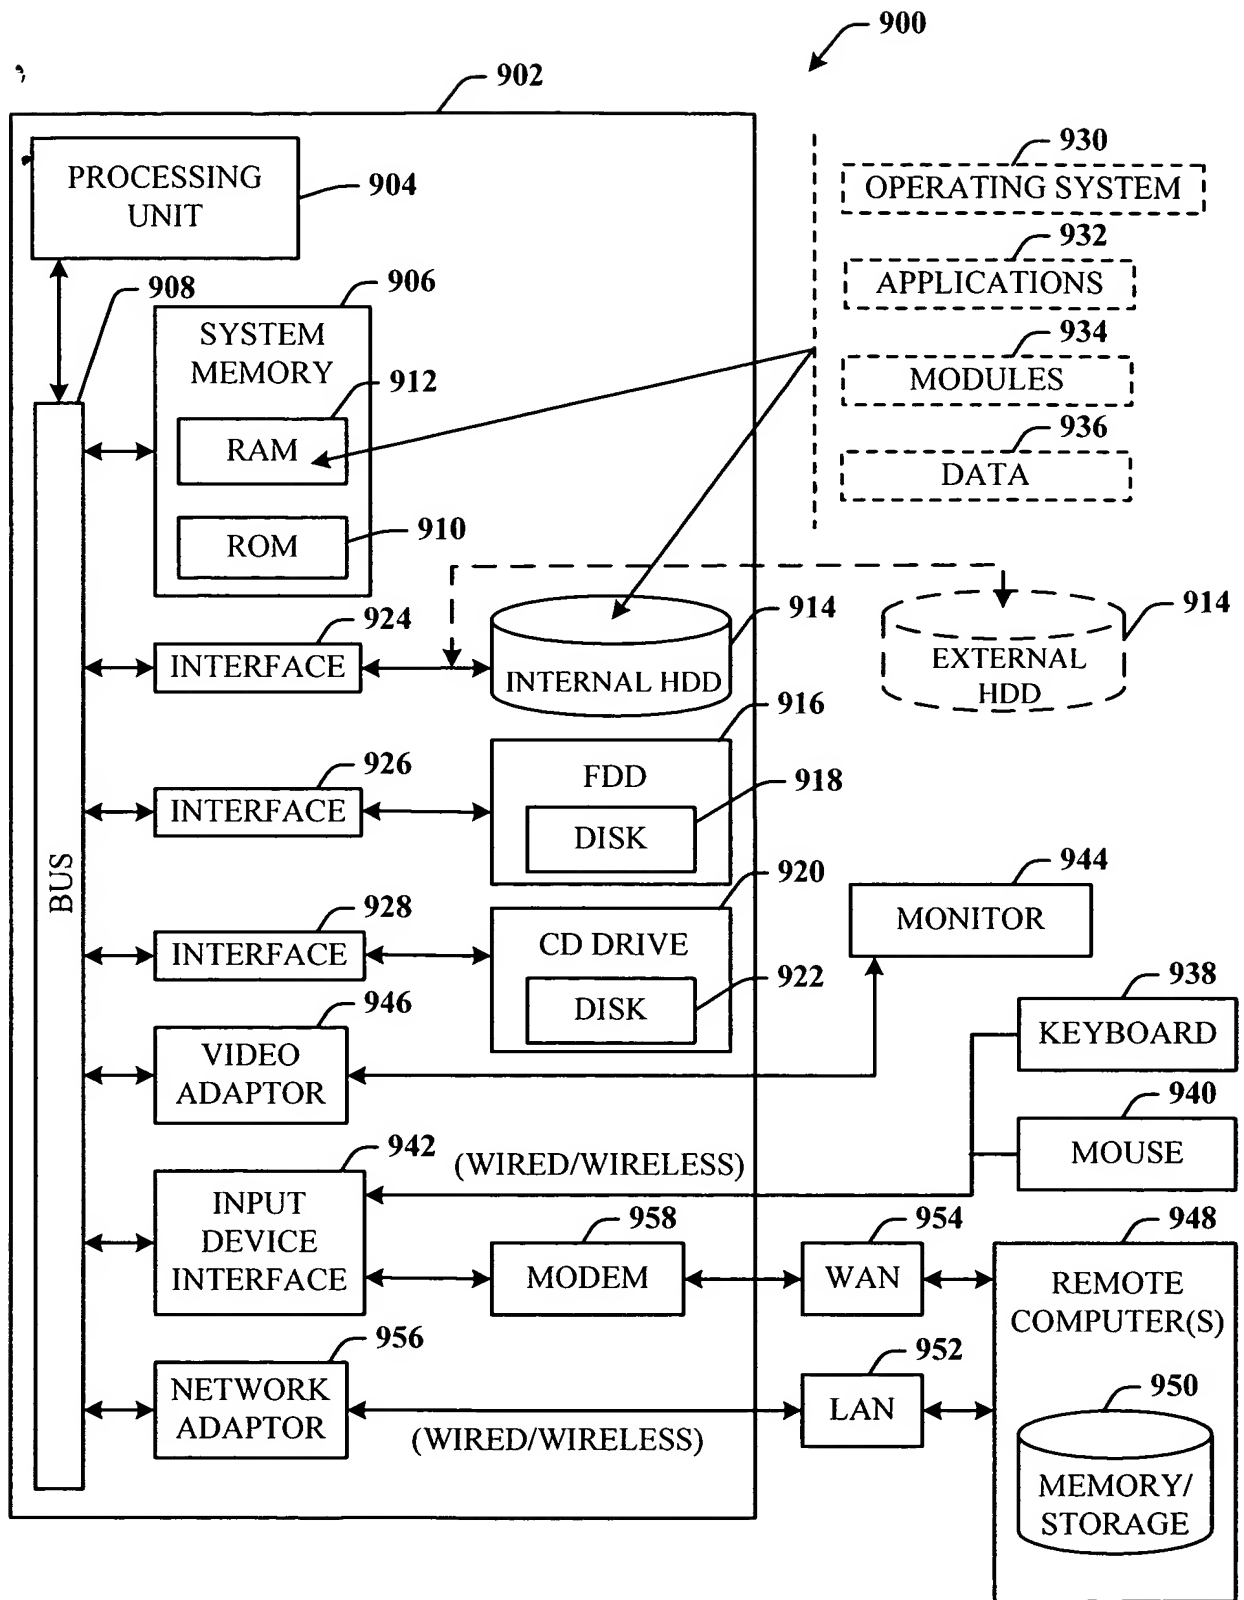 900
902
PROCESSING
UNIT
904
930
OPERATING SYSTEM
932
APPLICATIONS
934
MODULES
936
DATA
908
906
SYSTEM
MEMORY
912
RAM
ROM
910
924
INTERFACE
914
INTERNAL HDD
914
EXTERNAL
HDD
916
926
INTERFACE
FDD
918
DISK
BUS
920
928
INTERFACE
CD DRIVE
922
DISK
944
MONITOR
946
VIDEO
ADAPTOR
938
KEYBOARD
940
MOUSE
942
(WIRED/WIRELESS)
INPUT
DEVICE
INTERFACE
958
MODEM
954
WAN
948
REMOTE
COMPUTER(S)
956
NETWORK
ADAPTOR
(WIRED/WIRELESS)
952
LAN
950
MEMORY/
STORAGE